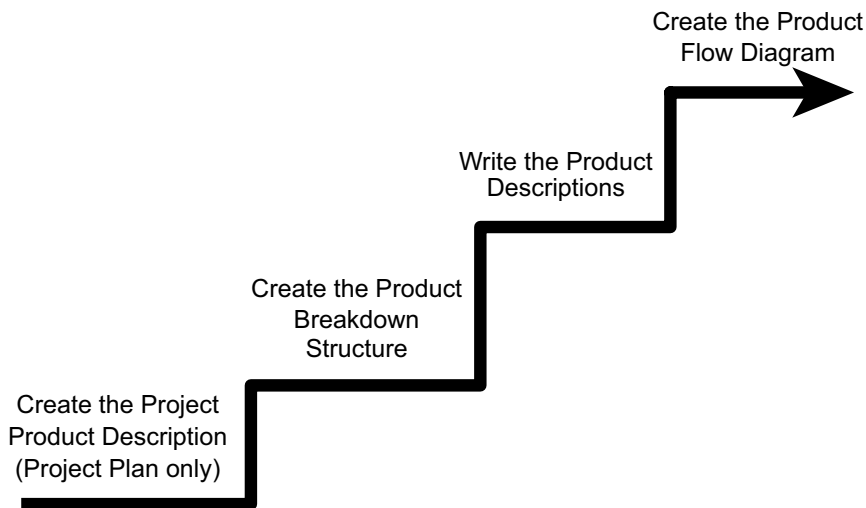 Create the Product
Flow Diagram
Write the Product
Descriptions
Create the Product
Breakdown
Structure
Create the Project
Product Description
(Project Plan only)